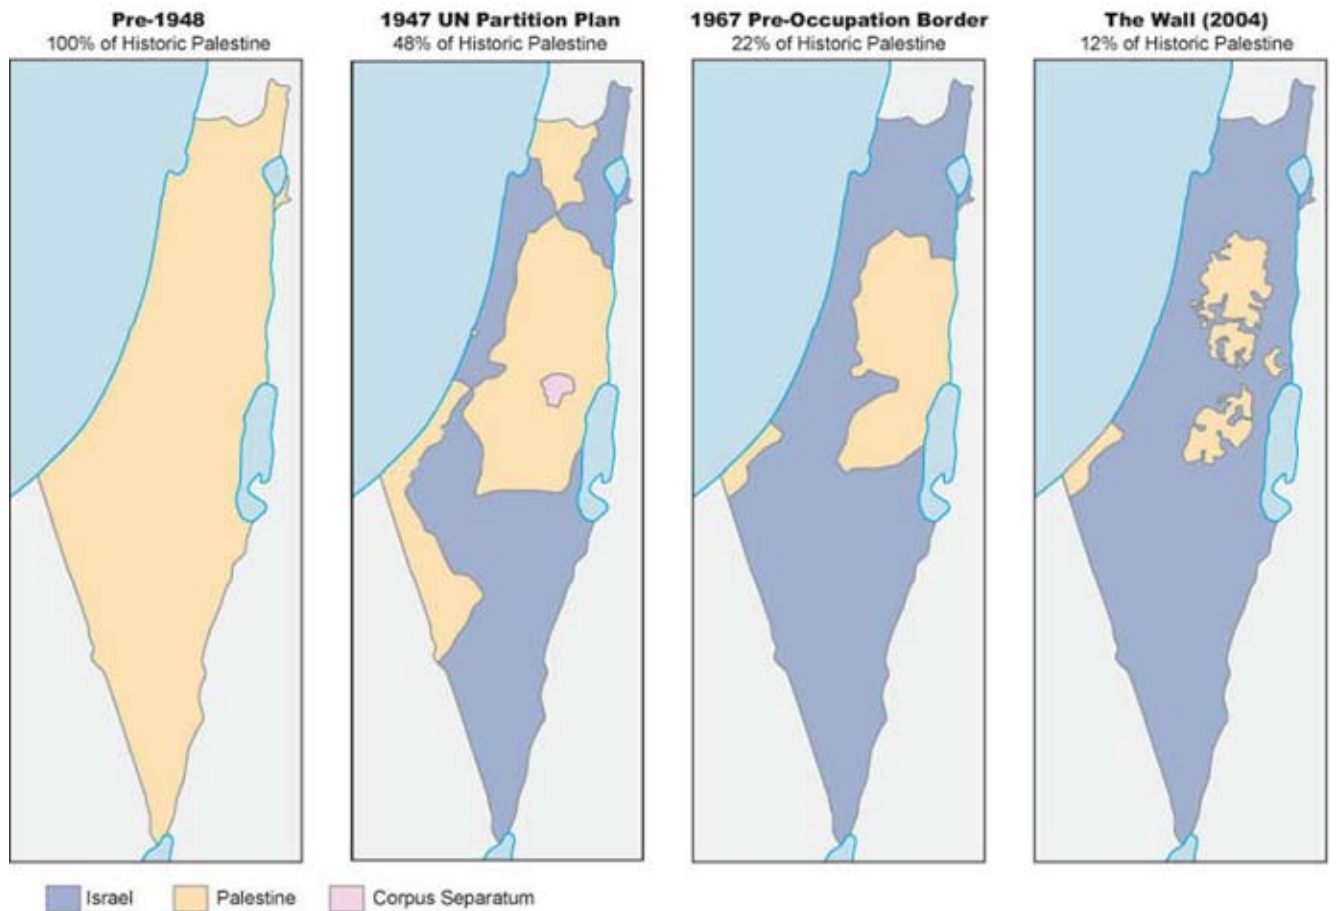 Pre-1948
100% of Historic Palestine
1947 UN Partition Plan
48% of Historic Palestine
1967 Pre-Occupation Border
22% of Historic Palestine
The Wall (2004)
12% of Historic Palestine
Israel
Palestine
Corpus Separatum